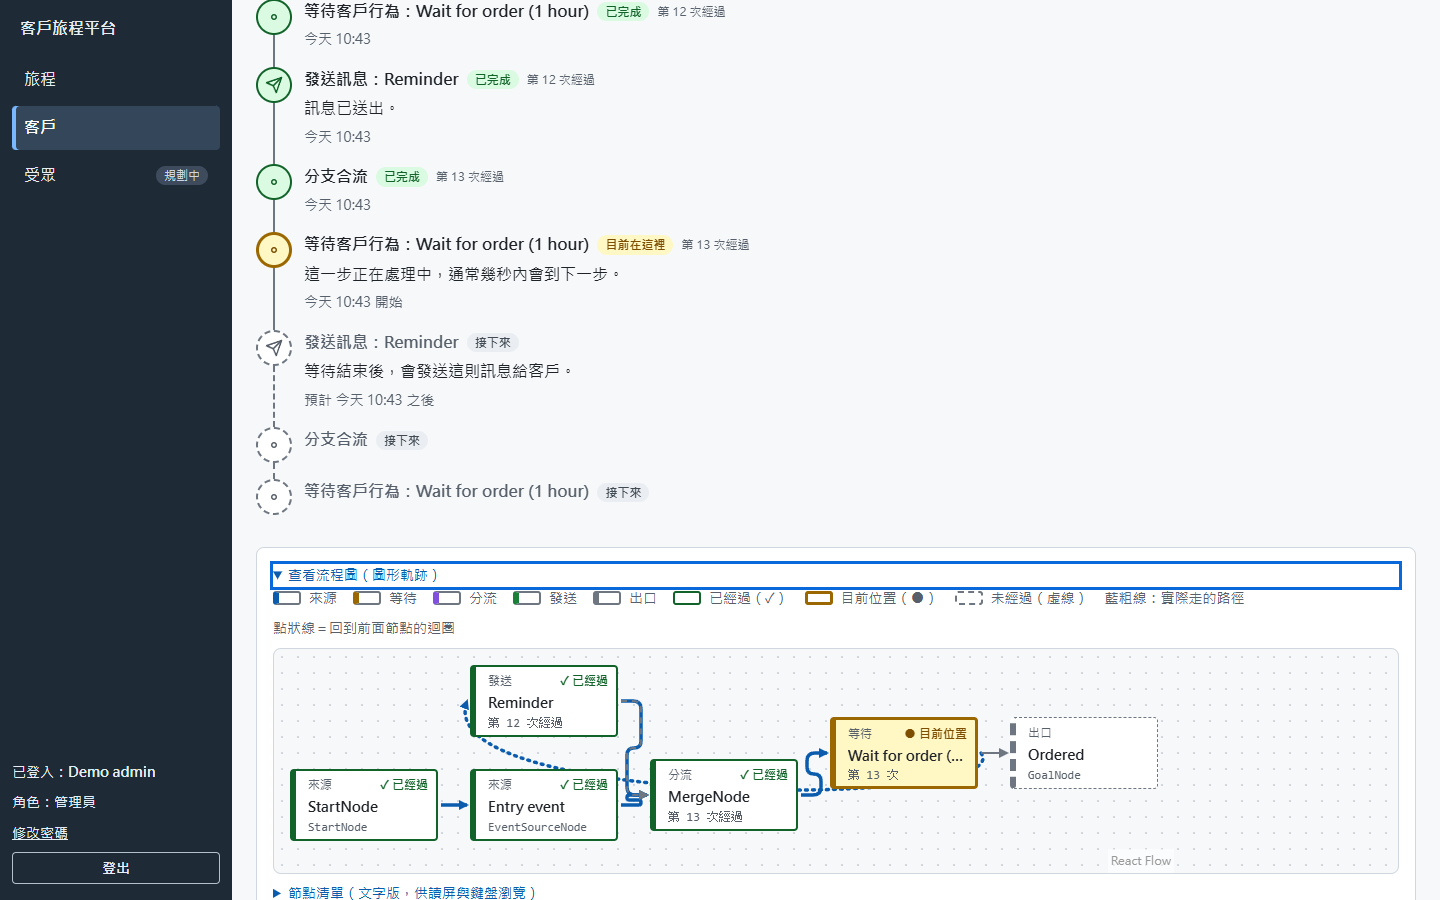 客戶旅程平台
旅程
客戶
受眾 規劃中
已登入：Demo admin
角色：管理員
修改密碼
登出
等待客戶行為：Wait for order (1 hour) 已完成 第 12 次經過
今天 10:43
發送訊息：Reminder 已完成 第 12 次經過
訊息已送出。
今天 10:43
分支合流 已完成 第 13 次經過
今天 10:43
等待客戶行為：Wait for order (1 hour) 目前在這裡 第 13 次經過
這一步正在處理中，通常幾秒內會到下一步。
今天 10:43 開始
發送訊息：Reminder 接下來
等待結束後，會發送這則訊息給客戶。
預計 今天 10:43 之後
分支合流 接下來
等待客戶行為：Wait for order (1 hour) 接下來
▼ 查看流程圖（圖形軌跡）
來源 等待 分流 發送 出口 已經過（✓） 目前位置（●） 未經過（虛線） 藍粗線：實際走的路徑
點狀線＝回到前面節點的迴圈
發送 ✓ 已經過
Reminder
第 12 次經過
來源 ✓ 已經過
StartNode
StartNode
來源 ✓ 已經過
Entry event
EventSourceNode
分流 ✓ 已經過
MergeNode
第 13 次經過
等待 ● 目前位置
Wait for order (...
第 13 次
出口
Ordered
GoalNode
React Flow
▶ 節點清單（文字版，供讀屏與鍵盤瀏覽）